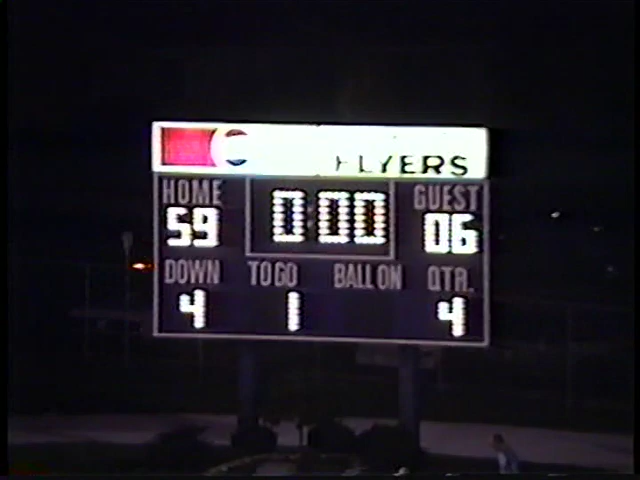 FLYERS
HOME GUEST
59 0:00 06
DOWN TO GO BALL ON QTR.
4 1 4